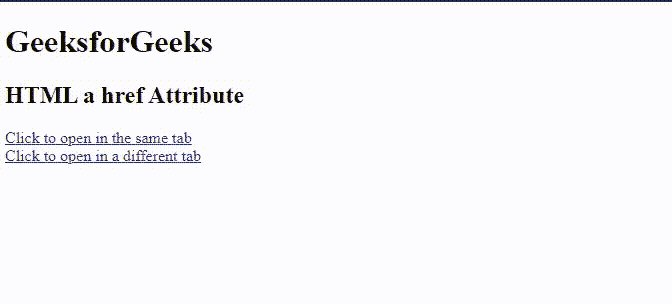 GeeksforGeeks
HTML a href Attribute
Click to open in the same tab
Click to open in a different tab